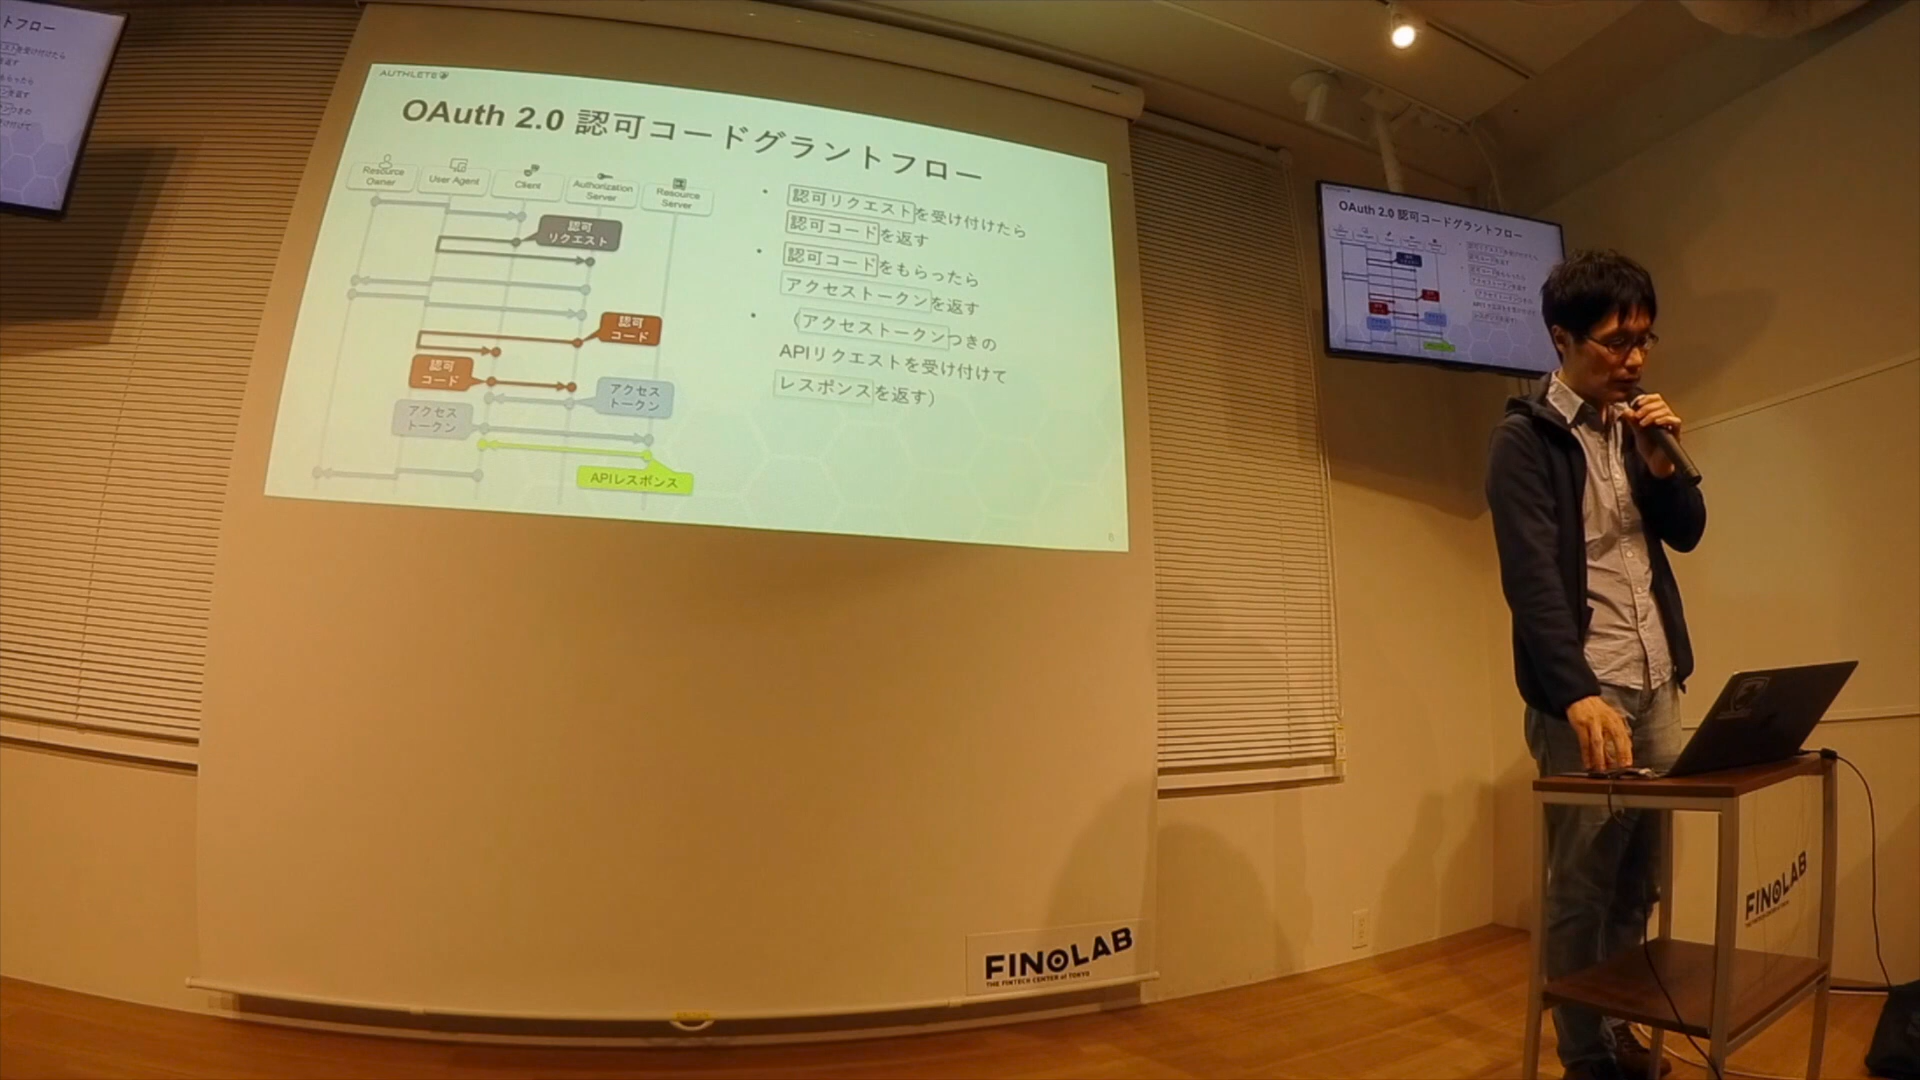 AUTHLETE
OAuth 2.0 認可コードグラントフロー
Resource
Owner
User Agent
Client
Authorization
Server
Resource
Server
認可
リクエスト
認可
コード
認可
コード
アクセス
トークン
アクセス
トークン
APIレスポンス
• 認可リクエストを受け付けたら
認可コードを返す
• 認可コードをもらったら
アクセストークンを返す
• （アクセストークンつきの
APIリクエストを受け付けて
レスポンスを返す）
OAuth 2.0 認可コードグラントフロー
FINOLAB
THE FINTECH CENTER of TOKYO
FINOLAB
THE FINTECH CENTER of TOKYO